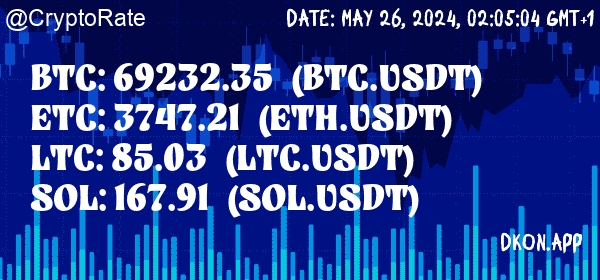 @CryptoRate
DATE: MAY 26, 2024, 02:05:04 GMT+1
BTC: 69232.35 (BTC.USDT)
ETC: 3747.21 (ETH.USDT)
LTC: 85.03 (LTC.USDT)
SOL: 167.91 (SOL.USDT)
DKON.APP